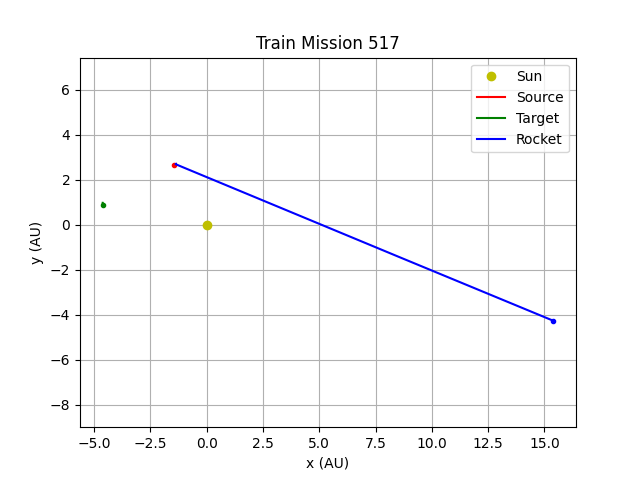 Train Mission 517
Sun
Source
Target
Rocket
6
4
2
0
−2
−4
−6
−8
y (AU)
−5.0 −2.5 0.0 2.5 5.0 7.5 10.0 12.5 15.0
x (AU)